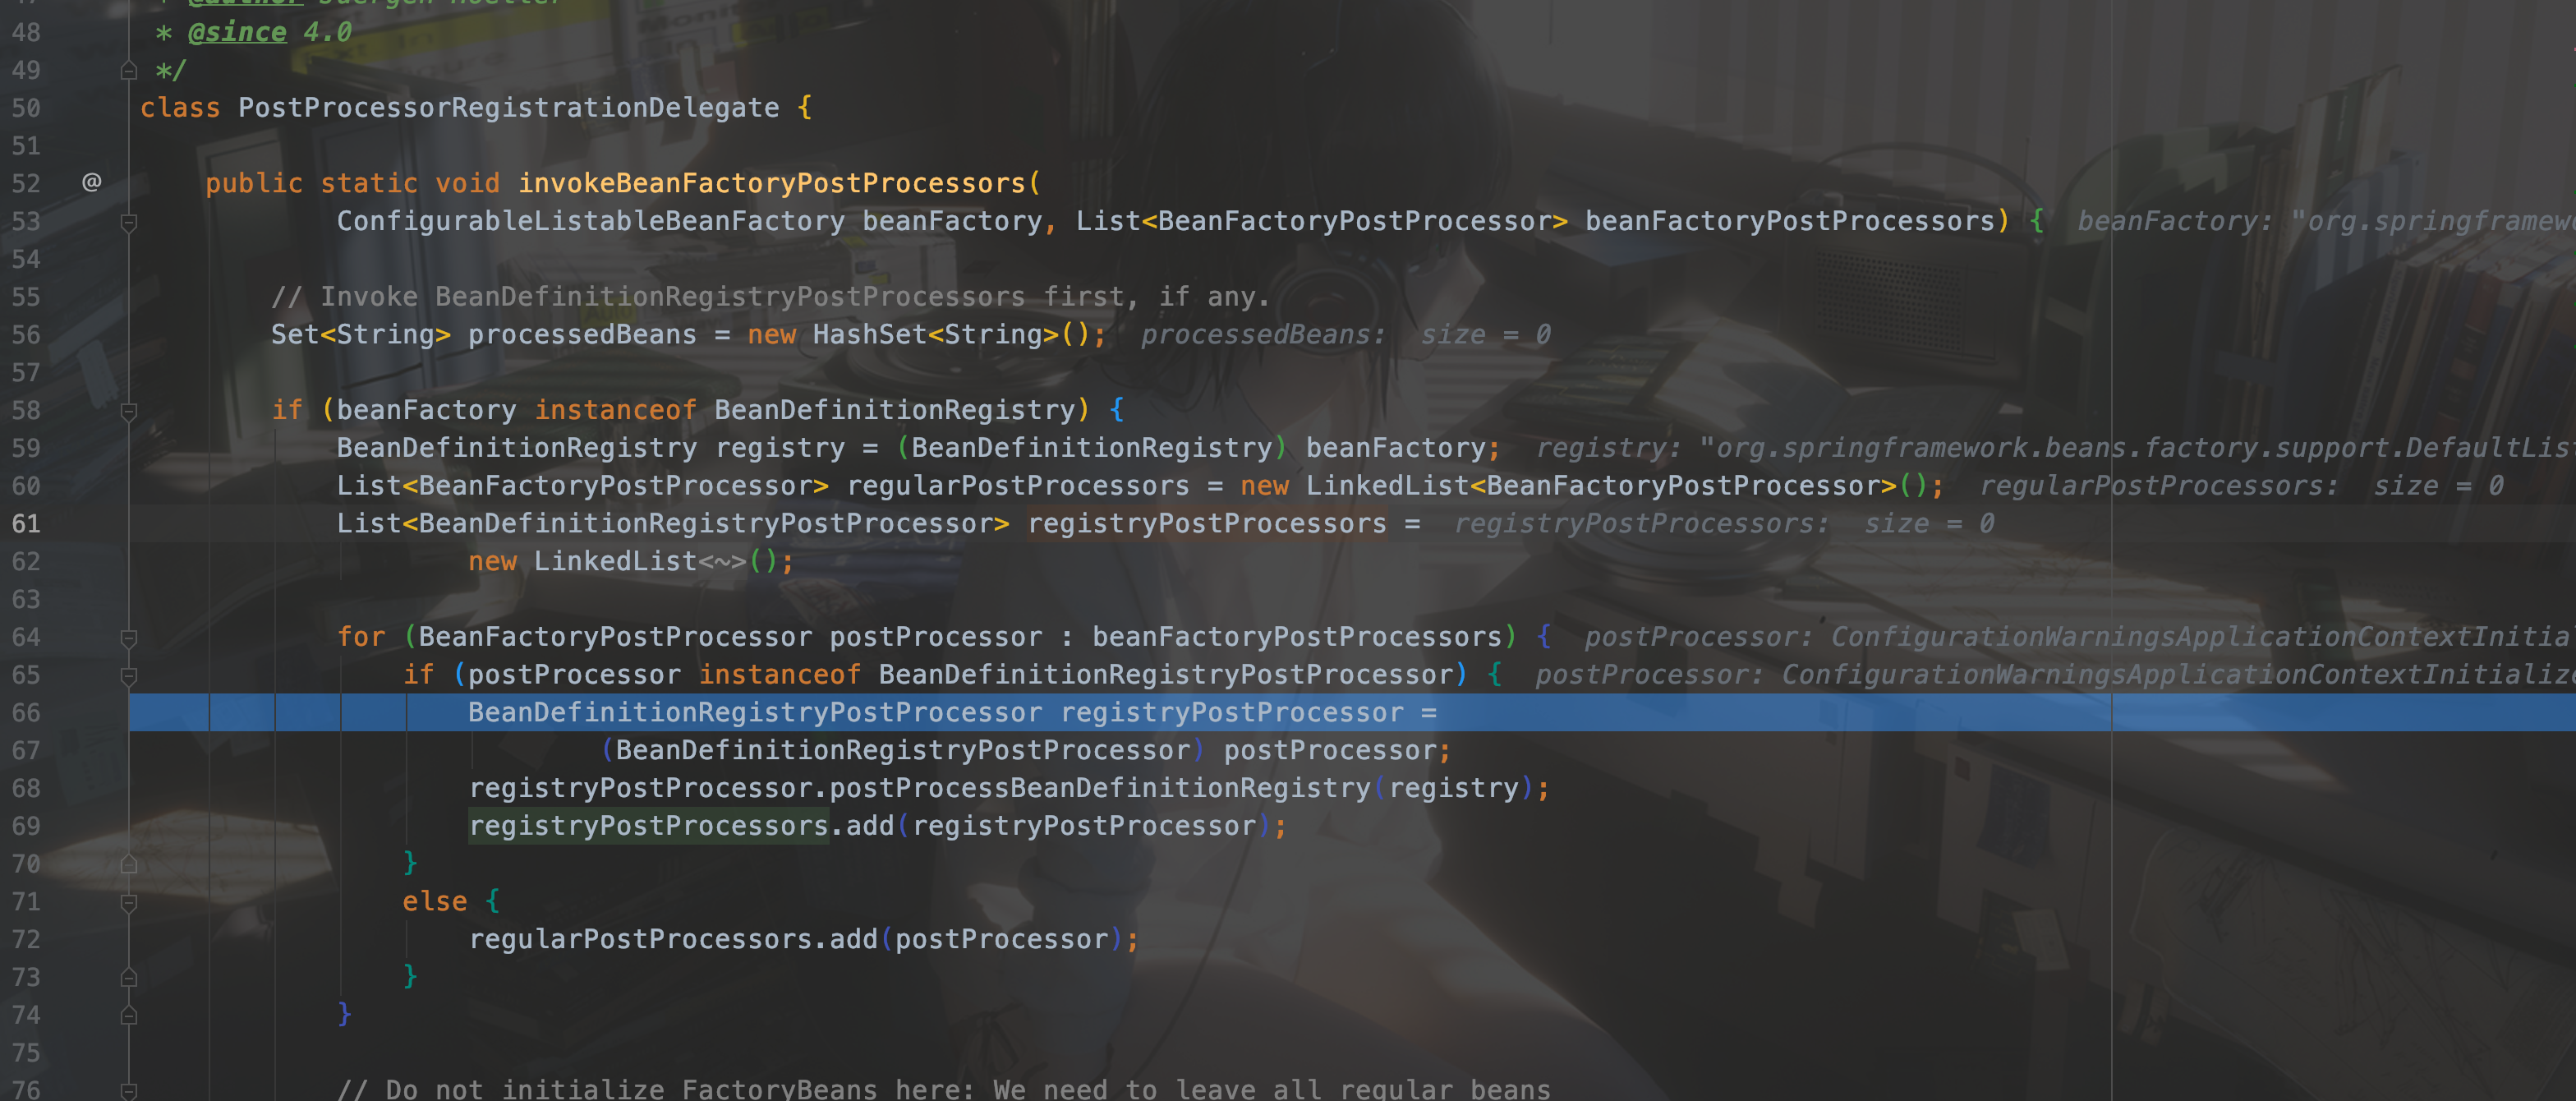 48 * @since 4.0
49 */
50 class PostProcessorRegistrationDelegate {
51
52 @ public static void invokeBeanFactoryPostProcessors(
53 ConfigurableListableBeanFactory beanFactory, List<BeanFactoryPostProcessor> beanFactoryPostProcessors) { beanFactory: "org.springframew
54
55 // Invoke BeanDefinitionRegistryPostProcessors first, if any.
56 Set<String> processedBeans = new HashSet<String>(); processedBeans: size = 0
57
58 if (beanFactory instanceof BeanDefinitionRegistry) {
59 BeanDefinitionRegistry registry = (BeanDefinitionRegistry) beanFactory; registry: "org.springframework.beans.factory.support.DefaultList
60 List<BeanFactoryPostProcessor> regularPostProcessors = new LinkedList<BeanFactoryPostProcessor>(); regularPostProcessors: size = 0
61 List<BeanDefinitionRegistryPostProcessor> registryPostProcessors = registryPostProcessors: size = 0
62 new LinkedList<~>();
63
64 for (BeanFactoryPostProcessor postProcessor : beanFactoryPostProcessors) { postProcessor: ConfigurationWarningsApplicationContextInitial
65 if (postProcessor instanceof BeanDefinitionRegistryPostProcessor) { postProcessor: ConfigurationWarningsApplicationContextInitialize
66 BeanDefinitionRegistryPostProcessor registryPostProcessor =
67 (BeanDefinitionRegistryPostProcessor) postProcessor;
68 registryPostProcessor.postProcessBeanDefinitionRegistry(registry);
69 registryPostProcessors.add(registryPostProcessor);
70 }
71 else {
72 regularPostProcessors.add(postProcessor);
73 }
74 }
75
76 // Do not initialize FactoryBeans here: We need to leave all regular beans